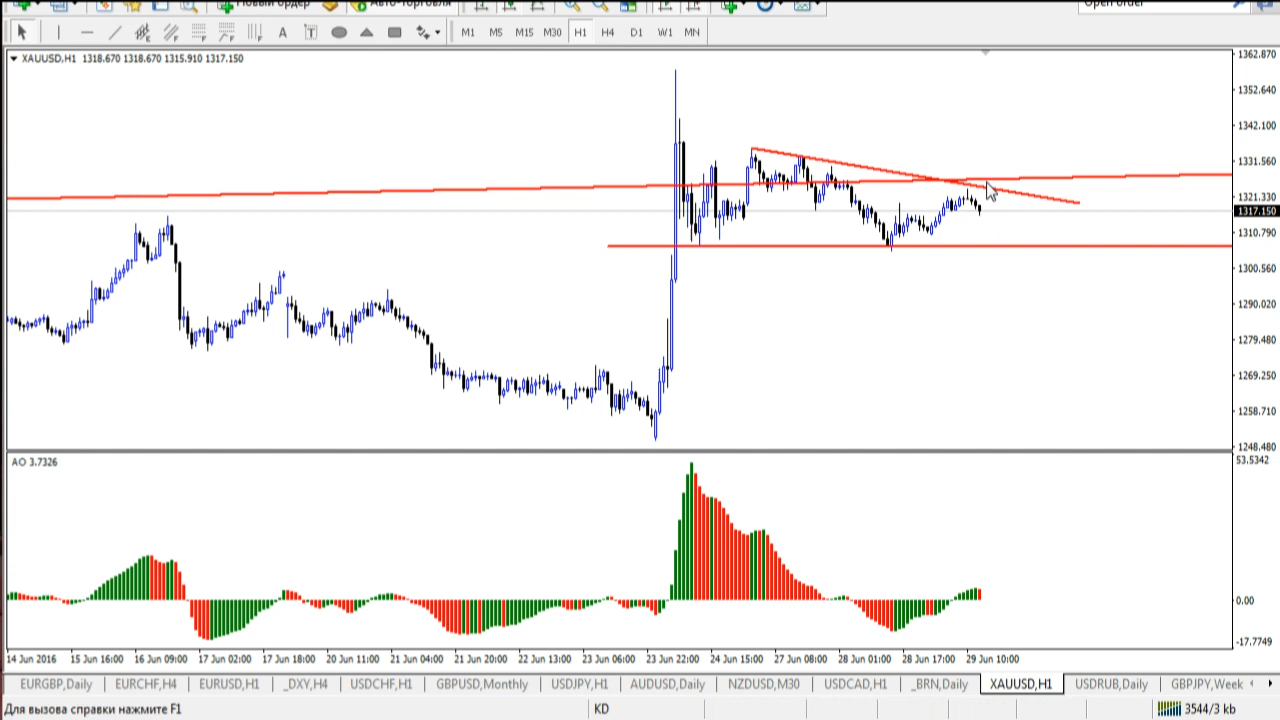 Новый ордер Авто-торговля Open order
A T M1 M5 M15 M30 H1 H4 D1 W1 MN
XAUUSD,H1 1318.670 1318.670 1315.910 1317.150
1362.870
1352.640
1342.100
1331.560
1321.330
1317.150
1310.790
1300.560
1290.020
1279.480
1269.250
1258.710
1248.480
AO 3.7326
53.5342
0.00
-17.7749
14 Jun 2016 15 Jun 16:00 16 Jun 09:00 17 Jun 02:00 17 Jun 18:00 20 Jun 11:00 21 Jun 04:00 21 Jun 20:00 22 Jun 13:00 23 Jun 06:00 23 Jun 22:00 24 Jun 15:00 27 Jun 08:00 28 Jun 01:00 28 Jun 17:00 29 Jun 10:00
EURGBP,Daily EURCHF,H4 EURUSD,H1 _DXY,H4 USDCHF,H1 GBPUSD,Monthly USDJPY,H1 AUDUSD,Daily NZDUSD,M30 USDCAD,H1 _BRN,Daily XAUUSD,H1 USDRUB,Daily GBPJPY,Week
Для вызова справки нажмите F1 KD 3544/3 kb